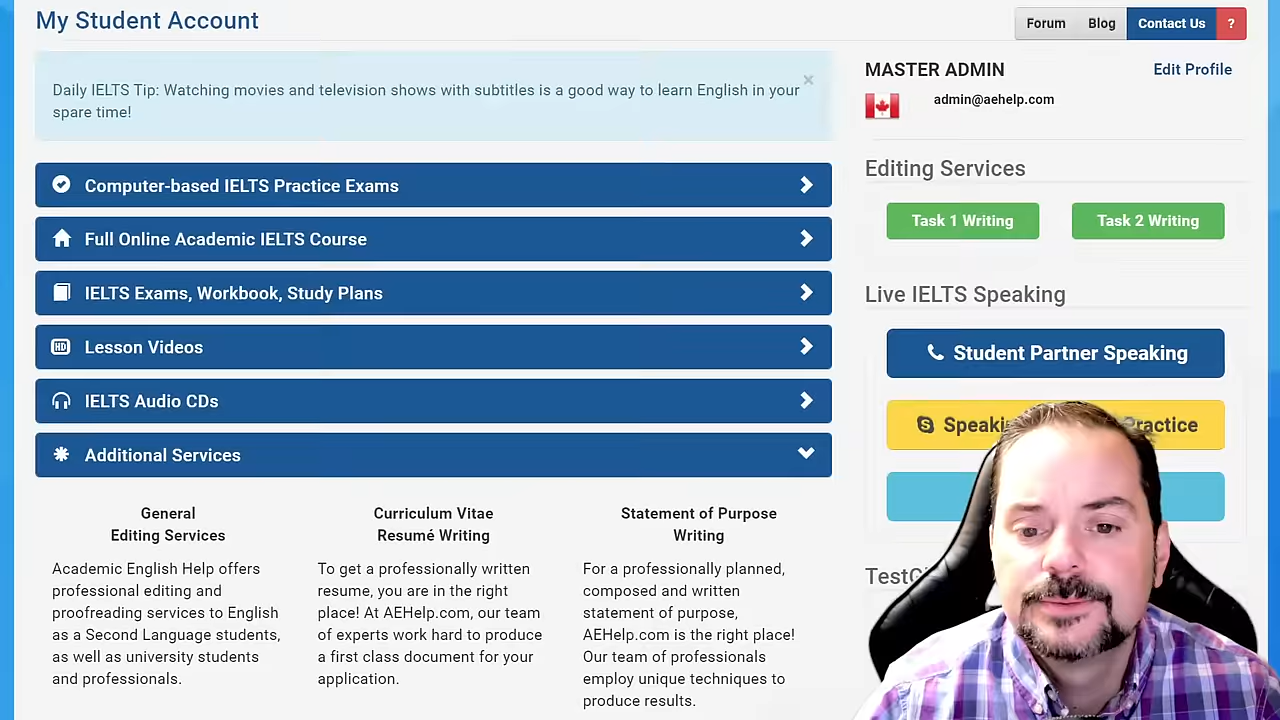 My Student Account
Forum
Blog
Contact Us
?
Daily IELTS Tip: Watching movies and television shows with subtitles is a good way to learn English in your
spare time!
×
MASTER ADMIN
Edit Profile
admin@aehelp.com
Computer-based IELTS Practice Exams
Full Online Academic IELTS Course
IELTS Exams, Workbook, Study Plans
HD Lesson Videos
IELTS Audio CDs
Additional Services
General
Editing Services
Academic English Help offers
professional editing and
proofreading services to English
as a Second Language students,
as well as university students
and professionals.
Curriculum Vitae
Resumé Writing
To get a professionally written
resume, you are in the right
place! At AEHelp.com, our team
of experts work hard to produce
a first class document for your
application.
Statement of Purpose
Writing
For a professionally planned,
composed and written
statement of purpose,
AEHelp.com is the right place!
Our team of professionals
employ unique techniques to
produce results.
Editing Services
Task 1 Writing
Task 2 Writing
Live IELTS Speaking
Student Partner Speaking